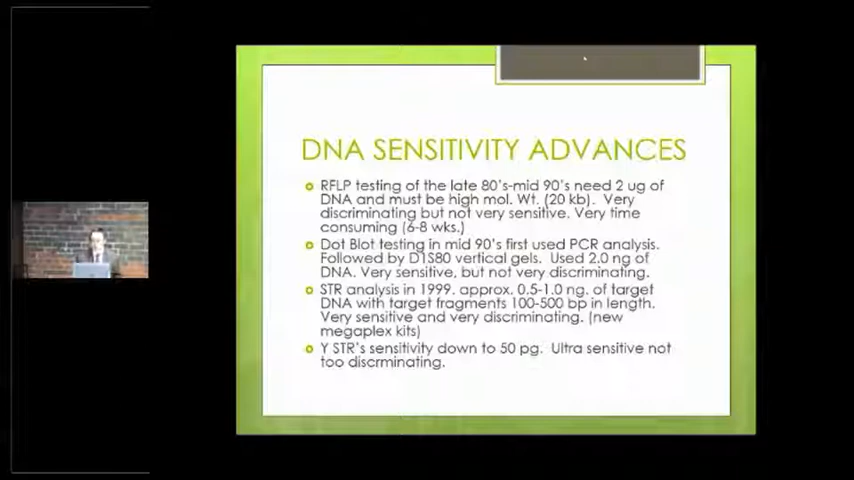 DNA SENSITIVITY ADVANCES
RFLP testing of the late 80's-mid 90's need 2 ug of
DNA and must be high mol. Wt. (20 kb). Very
discriminating but not very sensitive. Very time
consuming (6-8 wks.)
Dot Blot testing in mid 90's first used PCR analysis.
Followed by D1S80 vertical gels. Used 2.0 ng of
DNA. Very sensitive, but not very discriminating.
STR analysis in 1999. approx. 0.5-1.0 ng. of target
DNA with target fragments 100-500 bp in length.
Very sensitive and very discriminating. (new
megaplex kits)
Y STR's sensitivity down to 50 pg. Ultra sensitive not
too discrminating.